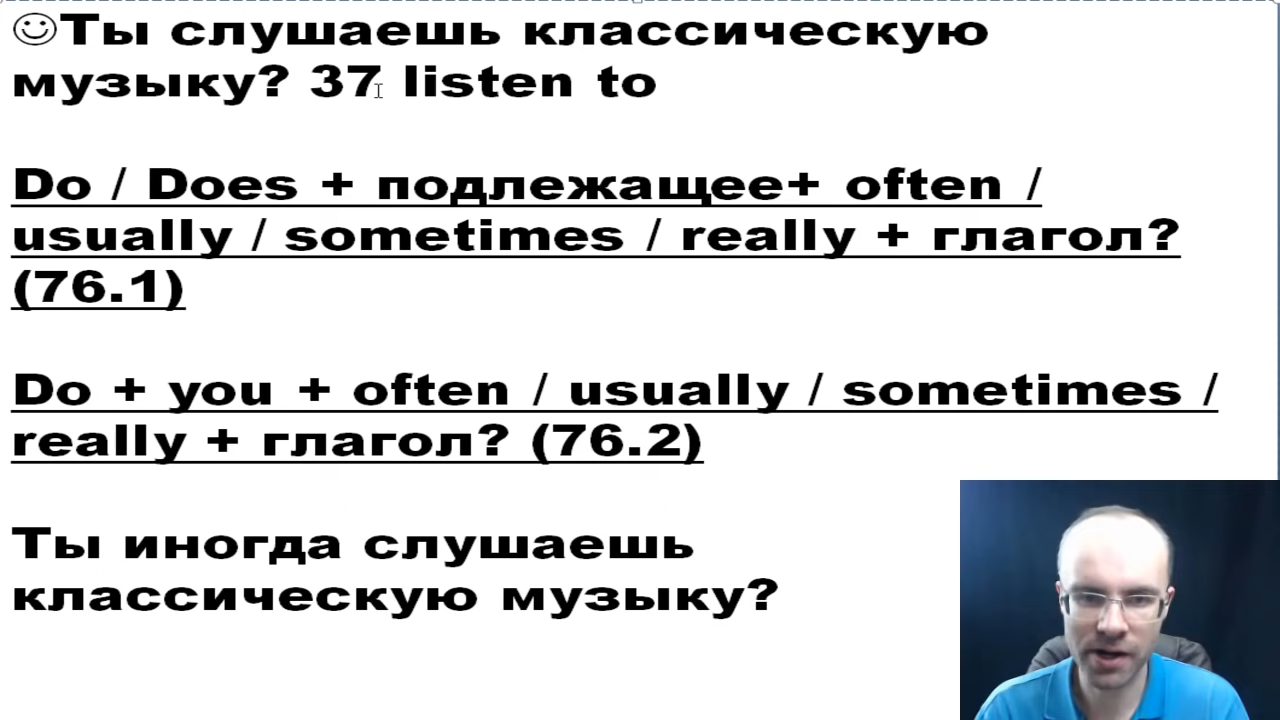 ☺Ты слушаешь классическую
музыку? 37 listen to
Do / Does + подлежащее+ often /
usually / sometimes / really + глагол?
(76.1)
Do + you + often / usually / sometimes /
really + глагол? (76.2)
Ты иногда слушаешь
классическую музыку?